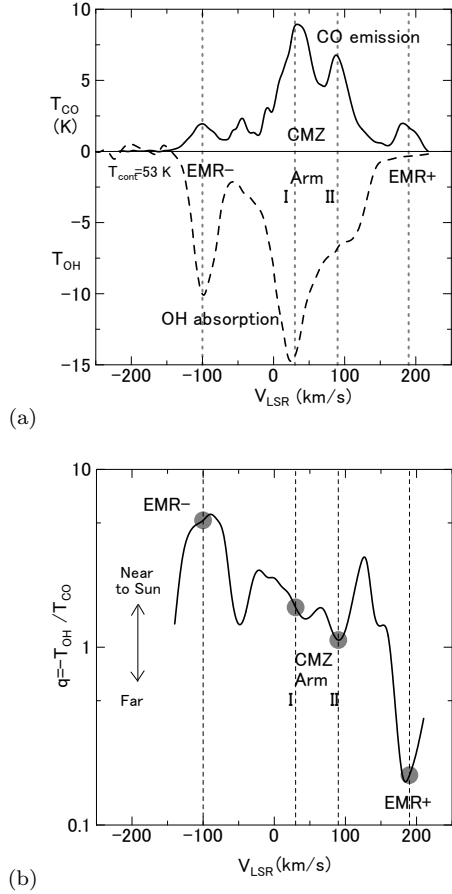 10
5
0
−5
−10
−15
T_CO
(K)
T_OH
CO emission
CMZ
T_cont=53 K
EMR−
Arm
I II
EMR+
OH absorption
−200 −100 0 100 200
V_LSR (km/s)
(a)
10
1
0.1
q=−T_OH /T_CO
EMR−
Near
to Sun
Far
CMZ
Arm
I II
EMR+
−200 −100 0 100 200
V_LSR(km/s)
(b)